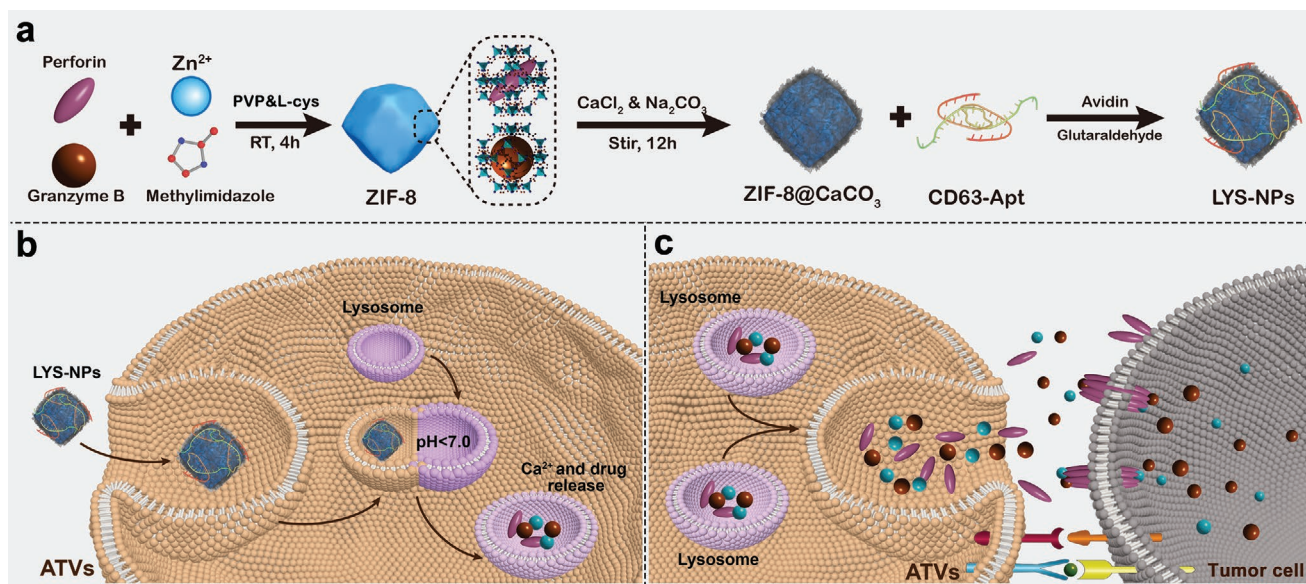 a
Perforin
Zn²⁺
Granzyme B
Methylimidazole
PVP&L-cys
RT, 4h
ZIF-8
CaCl₂ & Na₂CO₃
Stir, 12h
ZIF-8@CaCO₃
CD63-Apt
Avidin
Glutaraldehyde
LYS-NPs
b
Lysosome
LYS-NPs
pH<7.0
Ca²⁺ and drug
release
ATVs
c
Lysosome
Lysosome
ATVs
Tumor cell